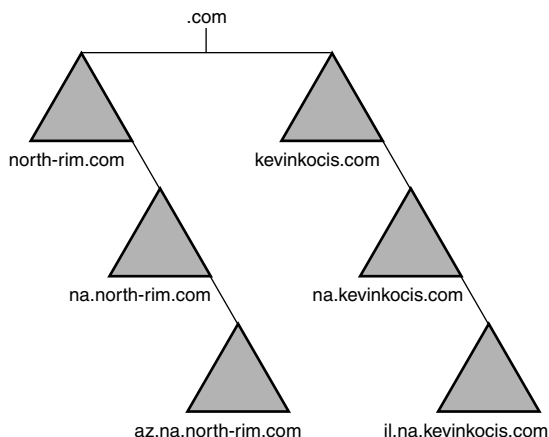 .com
north-rim.com
kevinkocis.com
na.north-rim.com
na.kevinkocis.com
az.na.north-rim.com
il.na.kevinkocis.com